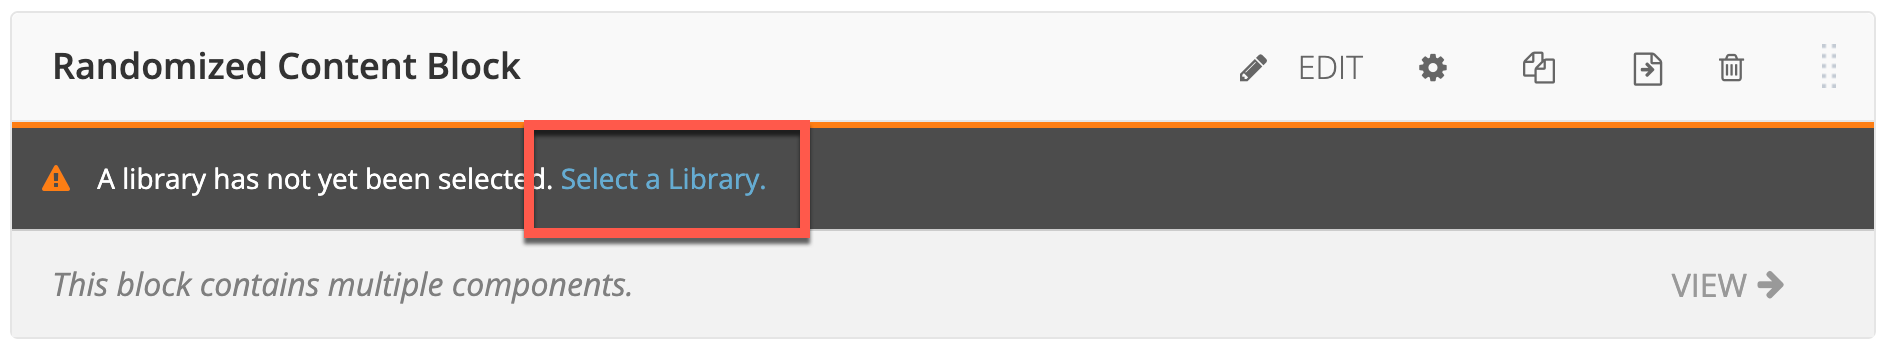 Randomized Content Block
EDIT
A library has not yet been selected. Select a Library.
This block contains multiple components.
VIEW